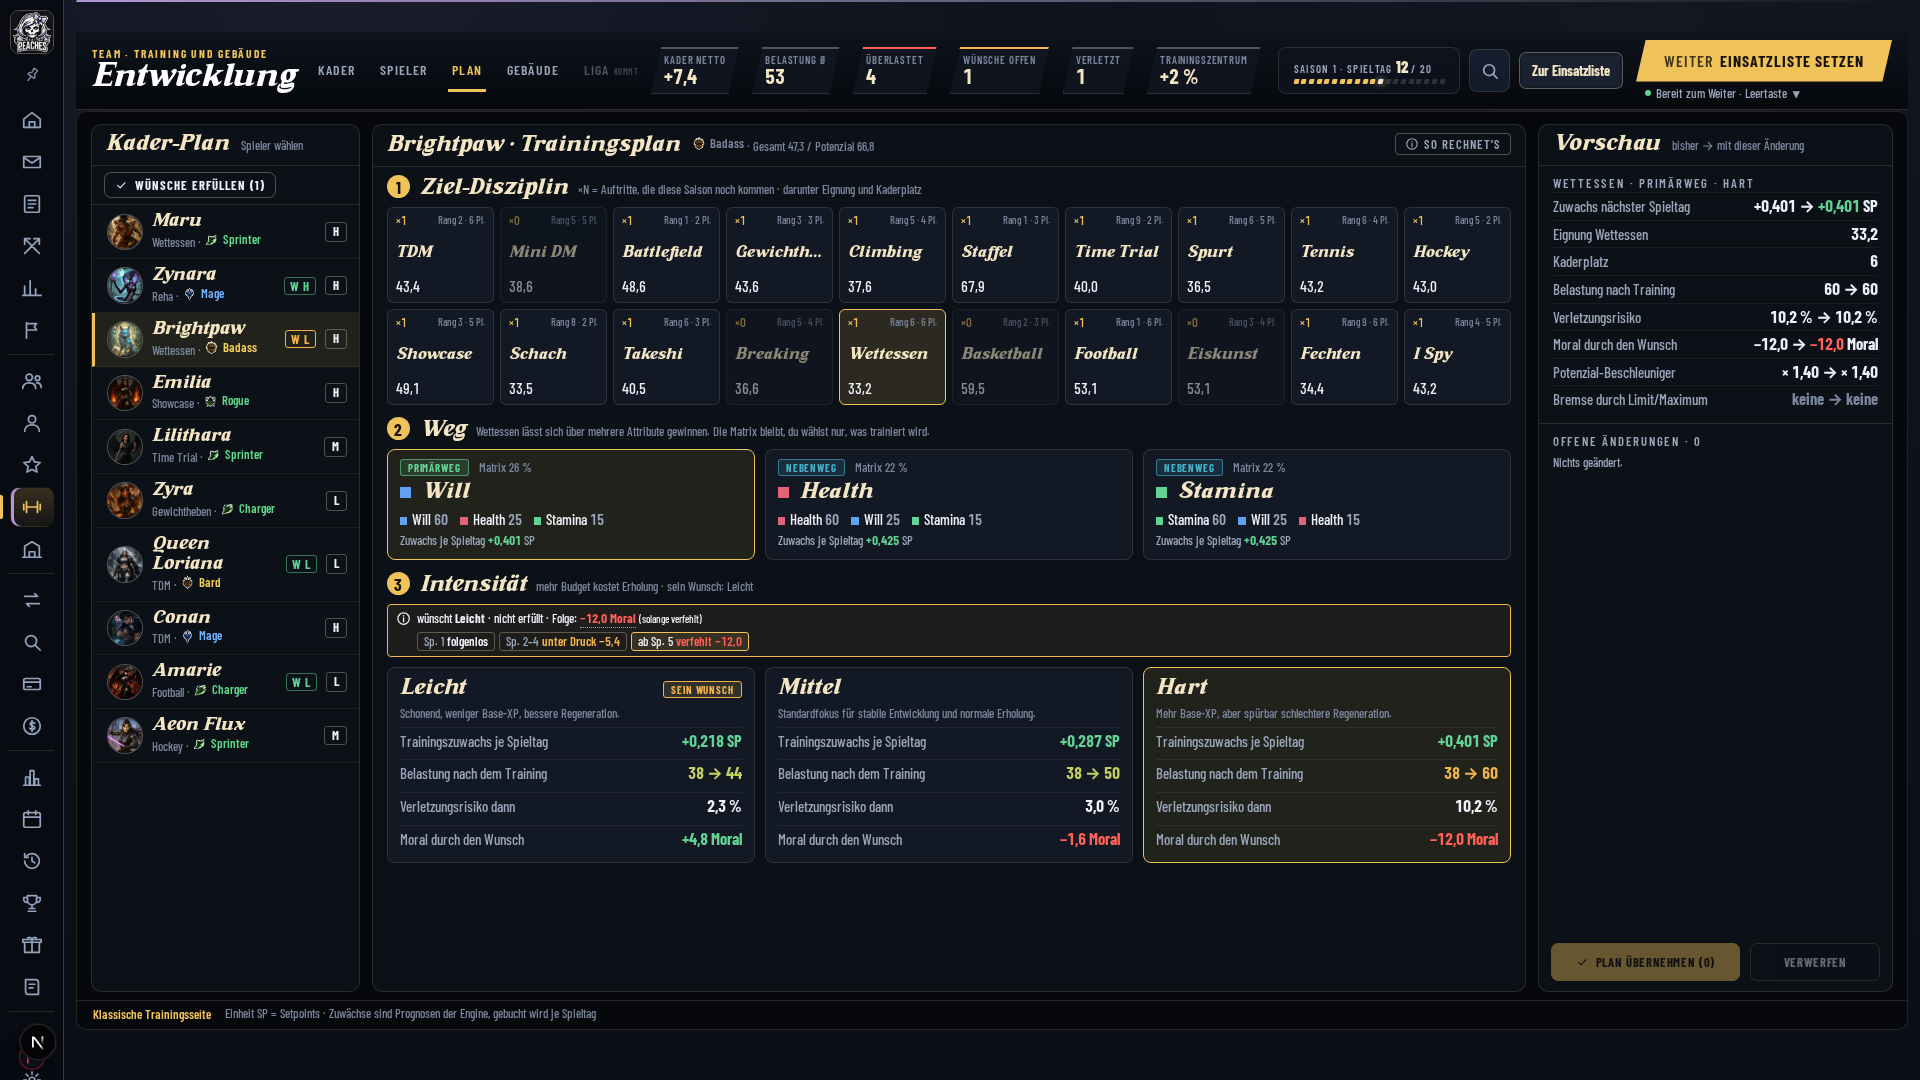 TEAM · TRAINING UND GEBÄUDE
Entwicklung
KADER
SPIELER
PLAN
GEBÄUDE
LIGA KOMMT
KADER NETTO
+7,4
BELASTUNG Ø
53
ÜBERLASTET
4
WÜNSCHE OFFEN
1
VERLETZT
1
TRAININGSZENTRUM
+2 %
SAISON 1 · SPIELTAG 12 / 20
Zur Einsatzliste
WEITER EINSATZLISTE SETZEN
Bereit zum Weiter · Leertaste ▼
Kader-Plan Spieler wählen
✓ WÜNSCHE ERFÜLLEN (1)
Maru
Wettessen · Sprinter
H
Zynara
Reha · Mage
W H H
Brightpaw
Wettessen · Badass
W L H
Emilia
Showcase · Rogue
H
Lilithara
Time Trial · Sprinter
M
Zyra
Gewichtheben · Charger
L
Queen Loriana
TDM · Bard
W L L
Conan
TDM · Mage
H
Amarie
Football · Charger
W L L
Aeon Flux
Hockey · Sprinter
M
Brightpaw · Trainingsplan Badass · Gesamt 47,3 / Potenzial 66,8
SO RECHNET'S
1 Ziel-Disziplin ×N = Auftritte, die diese Saison noch kommen · darunter Eignung und Kaderplatz
×1 Rang 2 · 6 Pl.
TDM
43,4
×0 Rang 5 · 5 Pl.
Mini DM
38,6
×1 Rang 1 · 2 Pl.
Battlefield
48,6
×1 Rang 3 · 3 Pl.
Gewichth...
43,6
×1 Rang 5 · 4 Pl.
Climbing
37,6
×1 Rang 1 · 3 Pl.
Staffel
67,9
×1 Rang 9 · 2 Pl.
Time Trial
40,0
×1 Rang 6 · 5 Pl.
Spurt
36,5
×1 Rang 6 · 4 Pl.
Tennis
43,2
×1 Rang 5 · 2 Pl.
Hockey
43,0
×1 Rang 3 · 5 Pl.
Showcase
49,1
×1 Rang 8 · 2 Pl.
Schach
33,5
×1 Rang 6 · 3 Pl.
Takeshi
40,5
×0 Rang 5 · 4 Pl.
Breaking
36,6
×1 Rang 6 · 6 Pl.
Wettessen
33,2
×0 Rang 2 · 3 Pl.
Basketball
59,5
×1 Rang 1 · 6 Pl.
Football
53,1
×0 Rang 3 · 4 Pl.
Eiskunst
53,1
×1 Rang 9 · 6 Pl.
Fechten
34,4
×1 Rang 4 · 5 Pl.
I Spy
43,2
2 Weg Wettessen lässt sich über mehrere Attribute gewinnen. Die Matrix bleibt, du wählst nur, was trainiert wird.
PRIMÄRWEG Matrix 26 %
Will
Will 60 Health 25 Stamina 15
Zuwachs je Spieltag +0,401 SP
NEBENWEG Matrix 22 %
Health
Health 60 Will 25 Stamina 15
Zuwachs je Spieltag +0,425 SP
NEBENWEG Matrix 22 %
Stamina
Stamina 60 Will 25 Health 15
Zuwachs je Spieltag +0,425 SP
3 Intensität mehr Budget kostet Erholung · sein Wunsch: Leicht
wünscht Leicht · nicht erfüllt · Folge: −12,0 Moral (solange verfehlt)
Sp. 1 folgenlos Sp. 2–4 unter Druck −5,4 ab Sp. 5 verfehlt −12,0
Leicht SEIN WUNSCH
Schonend, weniger Base-XP, bessere Regeneration.
Trainingszuwachs je Spieltag +0,218 SP
Belastung nach dem Training 38 → 44
Verletzungsrisiko dann 2,3 %
Moral durch den Wunsch +4,8 Moral
Mittel
Standardfokus für stabile Entwicklung und normale Erholung.
Trainingszuwachs je Spieltag +0,287 SP
Belastung nach dem Training 38 → 50
Verletzungsrisiko dann 3,0 %
Moral durch den Wunsch −1,6 Moral
Hart
Mehr Base-XP, aber spürbar schlechtere Regeneration.
Trainingszuwachs je Spieltag +0,401 SP
Belastung nach dem Training 38 → 60
Verletzungsrisiko dann 10,2 %
Moral durch den Wunsch −12,0 Moral
Vorschau bisher → mit dieser Änderung
WETTESSEN · PRIMÄRWEG · HART
Zuwachs nächster Spieltag +0,401 → +0,401 SP
Eignung Wettessen 33,2
Kaderplatz 6
Belastung nach Training 60 → 60
Verletzungsrisiko 10,2 % → 10,2 %
Moral durch den Wunsch −12,0 → −12,0 Moral
Potenzial-Beschleuniger × 1,40 → × 1,40
Bremse durch Limit/Maximum keine → keine
OFFENE ÄNDERUNGEN · 0
Nichts geändert.
✓ PLAN ÜBERNEHMEN (0)
VERWERFEN
Klassische Trainingsseite Einheit SP = Setpoints · Zuwächse sind Prognosen der Engine, gebucht wird je Spieltag
N